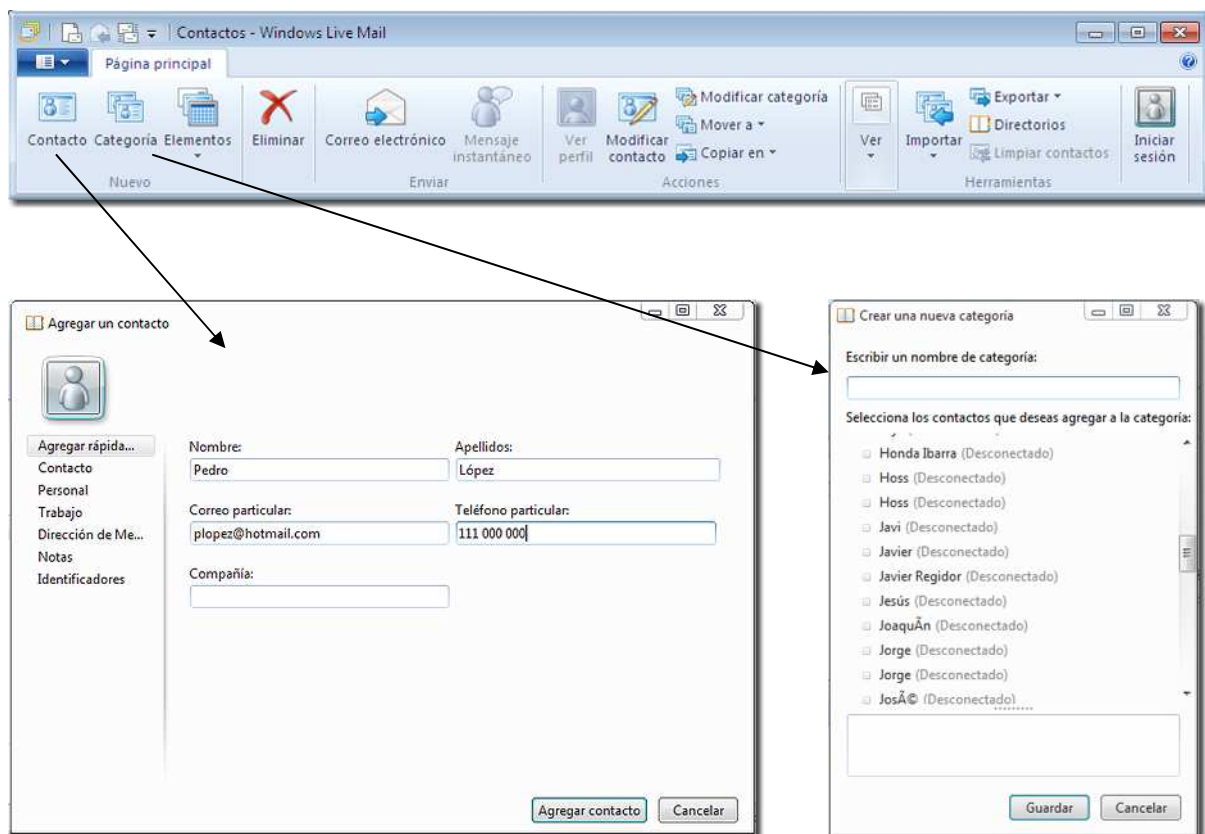 Contactos - Windows Live Mail
Página principal
Contacto
Categoría
Elementos
Nuevo
Eliminar
Correo electrónico
Mensaje
instantáneo
Enviar
Ver
perfil
Modificar
contacto
Modificar categoría
Mover a
Copiar en
Acciones
Ver
Importar
Exportar
Directorios
Limpiar contactos
Herramientas
Iniciar
sesión
Agregar un contacto
Agregar rápida...
Contacto
Personal
Trabajo
Dirección de Me...
Notas
Identificadores
Nombre:
Pedro
Apellidos:
López
Correo particular:
plopez@hotmail.com
Teléfono particular:
111 000 000
Compañía:
Agregar contacto
Cancelar
Crear una nueva categoría
Escribir un nombre de categoría:
Selecciona los contactos que deseas agregar a la categoría:
Honda Ibarra (Desconectado)
Hoss (Desconectado)
Hoss (Desconectado)
Javi (Desconectado)
Javier (Desconectado)
Javier Regidor (Desconectado)
Jesús (Desconectado)
JoaquÃn (Desconectado)
Jorge (Desconectado)
Jorge (Desconectado)
JosÃ© (Desconectado)
Guardar
Cancelar